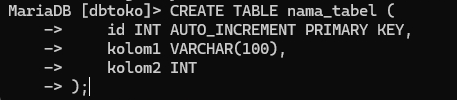 MariaDB [dbtoko]> CREATE TABLE nama_tabel (
    ->     id INT AUTO_INCREMENT PRIMARY KEY,
    ->     kolom1 VARCHAR(100),
    ->     kolom2 INT
    -> );